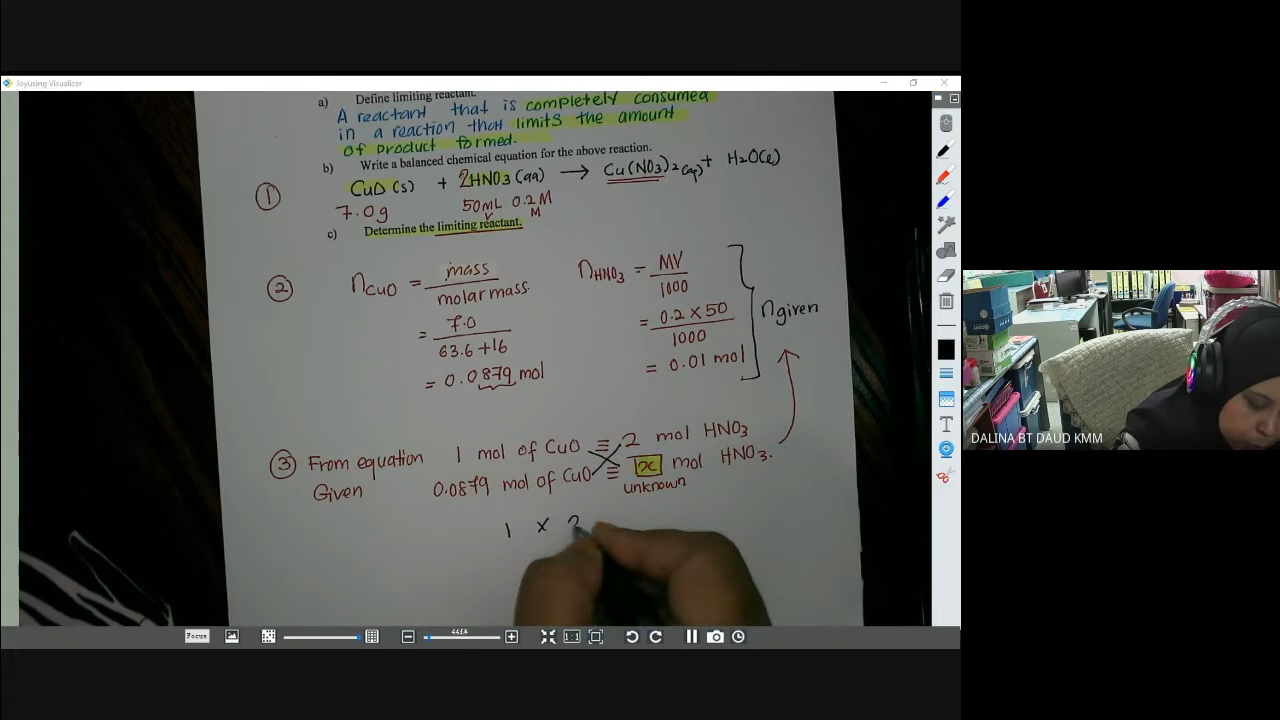 Joyusing Visualizer
a) Define limiting reactant.
A reactant that is completely consumed
in a reaction that limits the amount
of product formed.
b) Write a balanced chemical equation for the above reaction.
① CuO (s) + 2HNO3 (aq) → Cu(NO3)2 (aq) + H2O(l)
7.0g 50mL 0.2M
V M
c) Determine the limiting reactant.
② nCuO = mass / molar mass nHNO3 = MV / 1000
= 7.0 / 63.6+16 = 0.2 x 50 / 1000 n given
= 0.0879 mol = 0.01 mol
③ From equation 1 mol of CuO ≡ 2 mol HNO3
Given 0.0879 mol of CuO ≡ x mol HNO3.
unknown
1 x
DALINA BT DAUD KMM
Focus
1:1
T